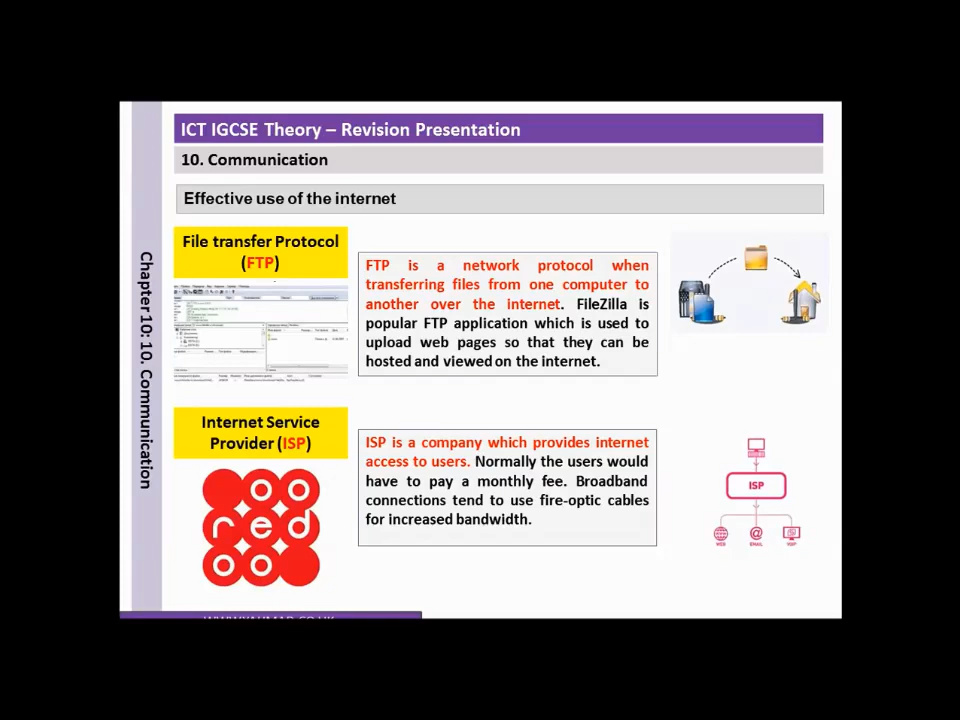 ICT IGCSE Theory – Revision Presentation
10. Communication
Effective use of the internet
Chapter 10: 10. Communication
File transfer Protocol
(FTP)
FTP is a network protocol when
transferring files from one computer to
another over the internet. FileZilla is
popular FTP application which is used to
upload web pages so that they can be
hosted and viewed on the internet.
Internet Service
Provider (ISP)
ooredoo
ISP is a company which provides internet
access to users. Normally the users would
have to pay a monthly fee. Broadband
connections tend to use fire-optic cables
for increased bandwidth.
ISP
WEB
EMAIL